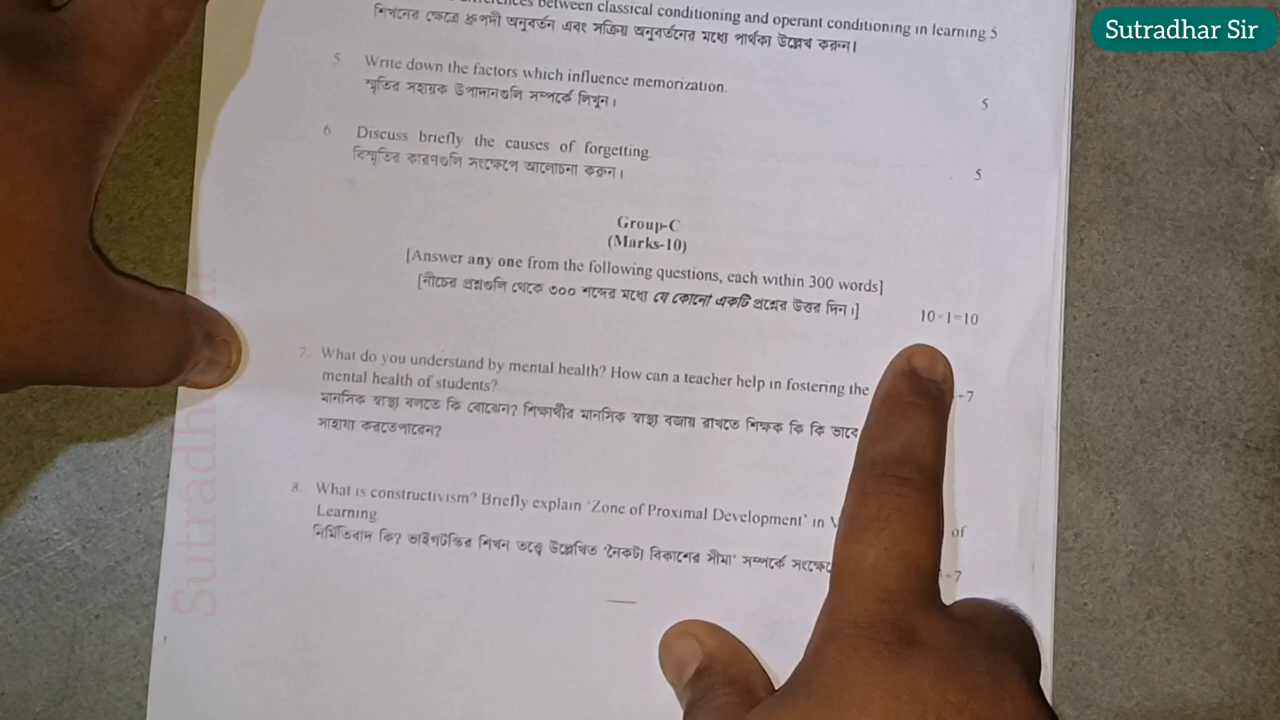 between classical conditioning and operant conditioning in learning 5
শিখনের ক্ষেত্রে ধ্রুপদী অনুবর্তন এবং সক্রিয় অনুবর্তনের মধ্যে পার্থক্য উল্লেখ করুন।
Sutradhar Sir
5 Write down the factors which influence memorization.
স্মৃতির সহায়ক উপাদানগুলি সম্পর্কে লিখুন।
5
6 Discuss briefly the causes of forgetting
বিস্মৃতির কারণগুলি সংক্ষেপে আলোচনা করুন।
5
Group-C
(Marks-10)
[Answer any one from the following questions, each within 300 words]
[নীচের প্রশ্নগুলি থেকে ৩০০ শব্দের মধ্যে যে কোনো একটি প্রশ্নের উত্তর দিন।]
10×1=10
7. What do you understand by mental health? How can a teacher help in fostering the
mental health of students?
-7
মানসিক স্বাস্থ্য বলতে কি বোঝেন? শিক্ষার্থীর মানসিক স্বাস্থ্য বজায় রাখতে শিক্ষক কি কি ভাবে
সাহায্য করতেপারেন?
8. What is constructivism? Briefly explain 'Zone of Proximal Development' in
of
Learning.
নির্মিতিবাদ কি? ভাইগটস্কির শিখন তত্ত্বে উল্লেখিত 'নৈকট্য বিকাশের সীমা' সম্পর্কে
-7